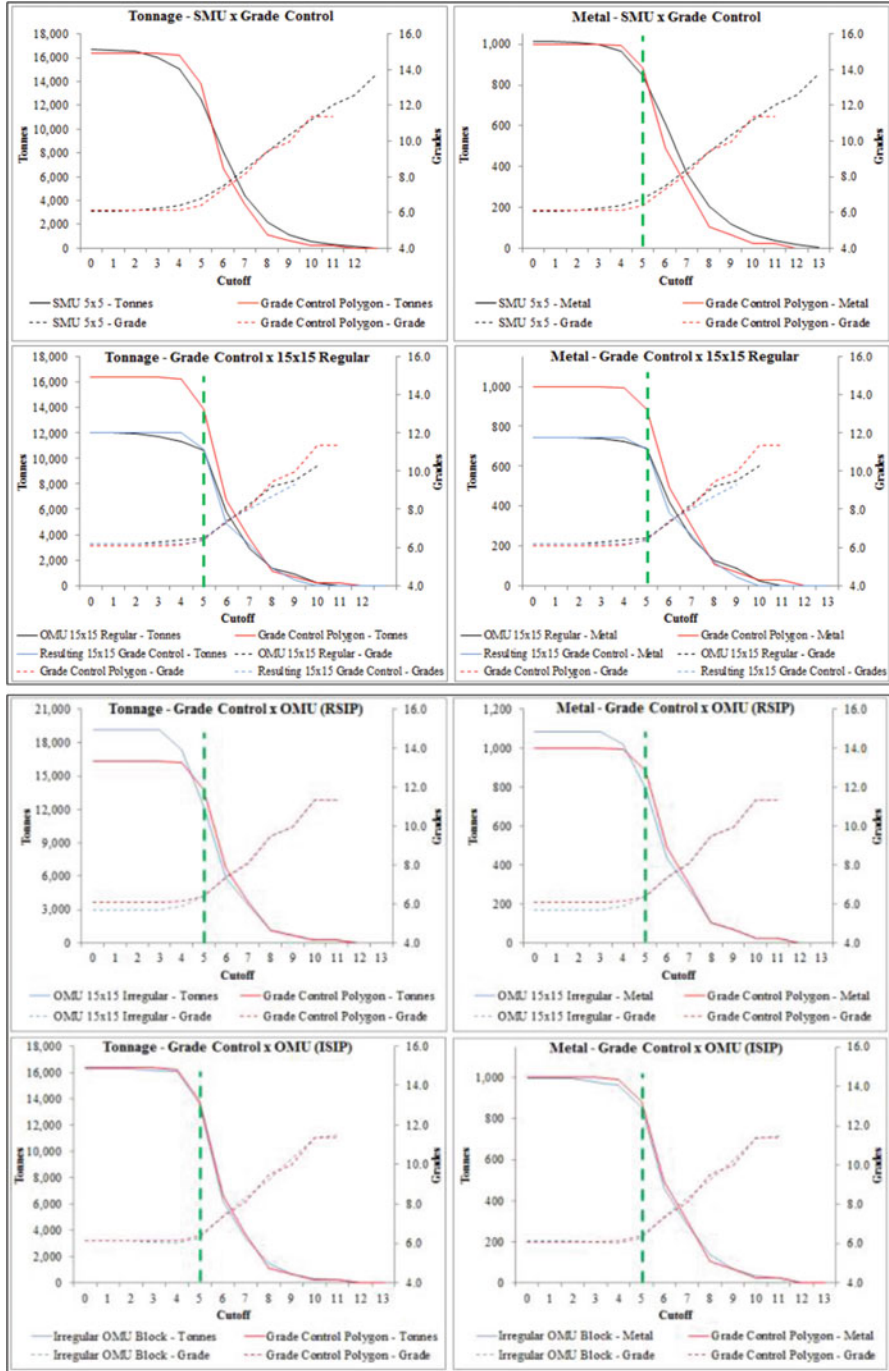 Tonnage - SMU x Grade Control
18,000
16,000
14,000
12,000
10,000
8,000
6,000
4,000
2,000
0
Tonnes
16.0
14.0
12.0
10.0
8.0
6.0
4.0
Grades
0 1 2 3 4 5 6 7 8 9 10 11 12
Cutoff
SMU 5x5 - Tonnes Grade Control Polygon - Tonnes
SMU 5x5 - Grade Grade Control Polygon - Grade
Metal - SMU x Grade Control
1,000
800
600
400
200
0
Tonnes
16.0
14.0
12.0
10.0
8.0
6.0
4.0
Grades
0 1 2 3 4 5 6 7 8 9 10 11 12 13
Cutoff
SMU 5x5 - Metal Grade Control Polygon - Metal
SMU 5x5 - Grade Grade Control Polygon - Grade
Tonnage - Grade Control x 15x15 Regular
18,000
16,000
14,000
12,000
10,000
8,000
6,000
4,000
2,000
0
Tonnes
16.0
14.0
12.0
10.0
8.0
6.0
4.0
Grades
0 1 2 3 4 5 6 7 8 9 10 11 12
Cutoff
OMU 15x15 Regular - Tonnes Grade Control Polygon - Tonnes
Resulting 15x15 Grade Control - Tonnes OMU 15x15 Regular - Grade
Grade Control Polygon - Grade Resulting 15x15 Grade Control - Grades
Metal - Grade Control x 15x15 Regular
1,000
800
600
400
200
0
Tonnes
16.0
14.0
12.0
10.0
8.0
6.0
4.0
Grades
0 1 2 3 4 5 6 7 8 9 10 11 12 13
Cutoff
OMU 15x15 Regular - Metal Grade Control Polygon - Metal
Resulting 15x15 Grade Control - Metal OMU 15x15 Regular - Grade
Grade Control Polygon - Grade Resulting 15x15 Grade Control - Grades
Tonnage - Grade Control x OMU (RSIP)
21,000
18,000
15,000
12,000
9,000
6,000
3,000
0
Tonnes
16.0
14.0
12.0
10.0
8.0
6.0
4.0
Grades
0 1 2 3 4 5 6 7 8 9 10 11 12 13
Cutoff
OMU 15x15 Irregular - Tonnes Grade Control Polygon - Tonnes
OMU 15x15 Irregular - Grade Grade Control Polygon - Grade
Metal - Grade Control x OMU (RSIP)
1,200
1,000
800
600
400
200
0
Tonnes
16.0
14.0
12.0
10.0
8.0
6.0
4.0
Grades
0 1 2 3 4 5 6 7 8 9 10 11 12 13
Cutoff
OMU 15x15 Irregular - Metal Grade Control Polygon - Metal
OMU 15x15 Irregular - Grade Grade Control Polygon - Grade
Tonnage - Grade Control x OMU (ISIP)
18,000
16,000
14,000
12,000
10,000
8,000
6,000
4,000
2,000
0
Tonnes
16.0
14.0
12.0
10.0
8.0
6.0
4.0
Grades
0 1 2 3 4 5 6 7 8 9 10 11 12 13
Cutoff
Irregular OMU Block - Tonnes Grade Control Polygon - Tonnes
Irregular OMU Block - Grade Grade Control Polygon - Grade
Metal - Grade Control x OMU (ISIP)
1,000
800
600
400
200
0
Tonnes
16.0
14.0
12.0
10.0
8.0
6.0
4.0
Grades
0 1 2 3 4 5 6 7 8 9 10 11 12 13
Cutoff
Irregular OMU Block - Metal Grade Control Polygon - Metal
Irregular OMU Block - Grade Grade Control Polygon - Grade